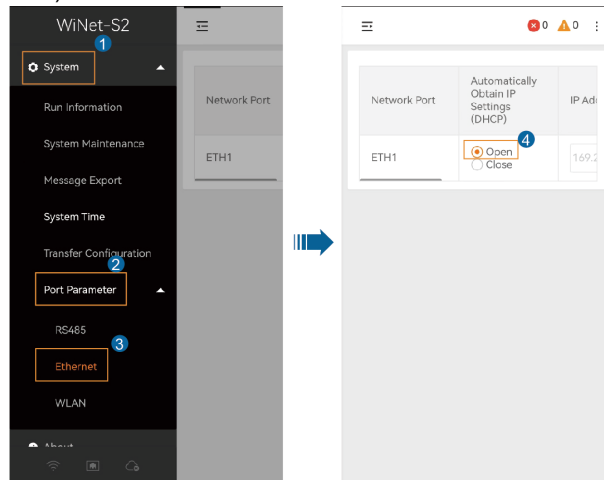 WiNet-S2
1
System
Run Information
System Maintenance
Message Export
System Time
Transfer Configuration
2
Port Parameter
RS485
3
Ethernet
WLAN
About
Network Port
ETH1
0
0
Network Port
Automatically
Obtain IP
Settings
(DHCP)
IP Add
ETH1
4
Open
Close
169.2